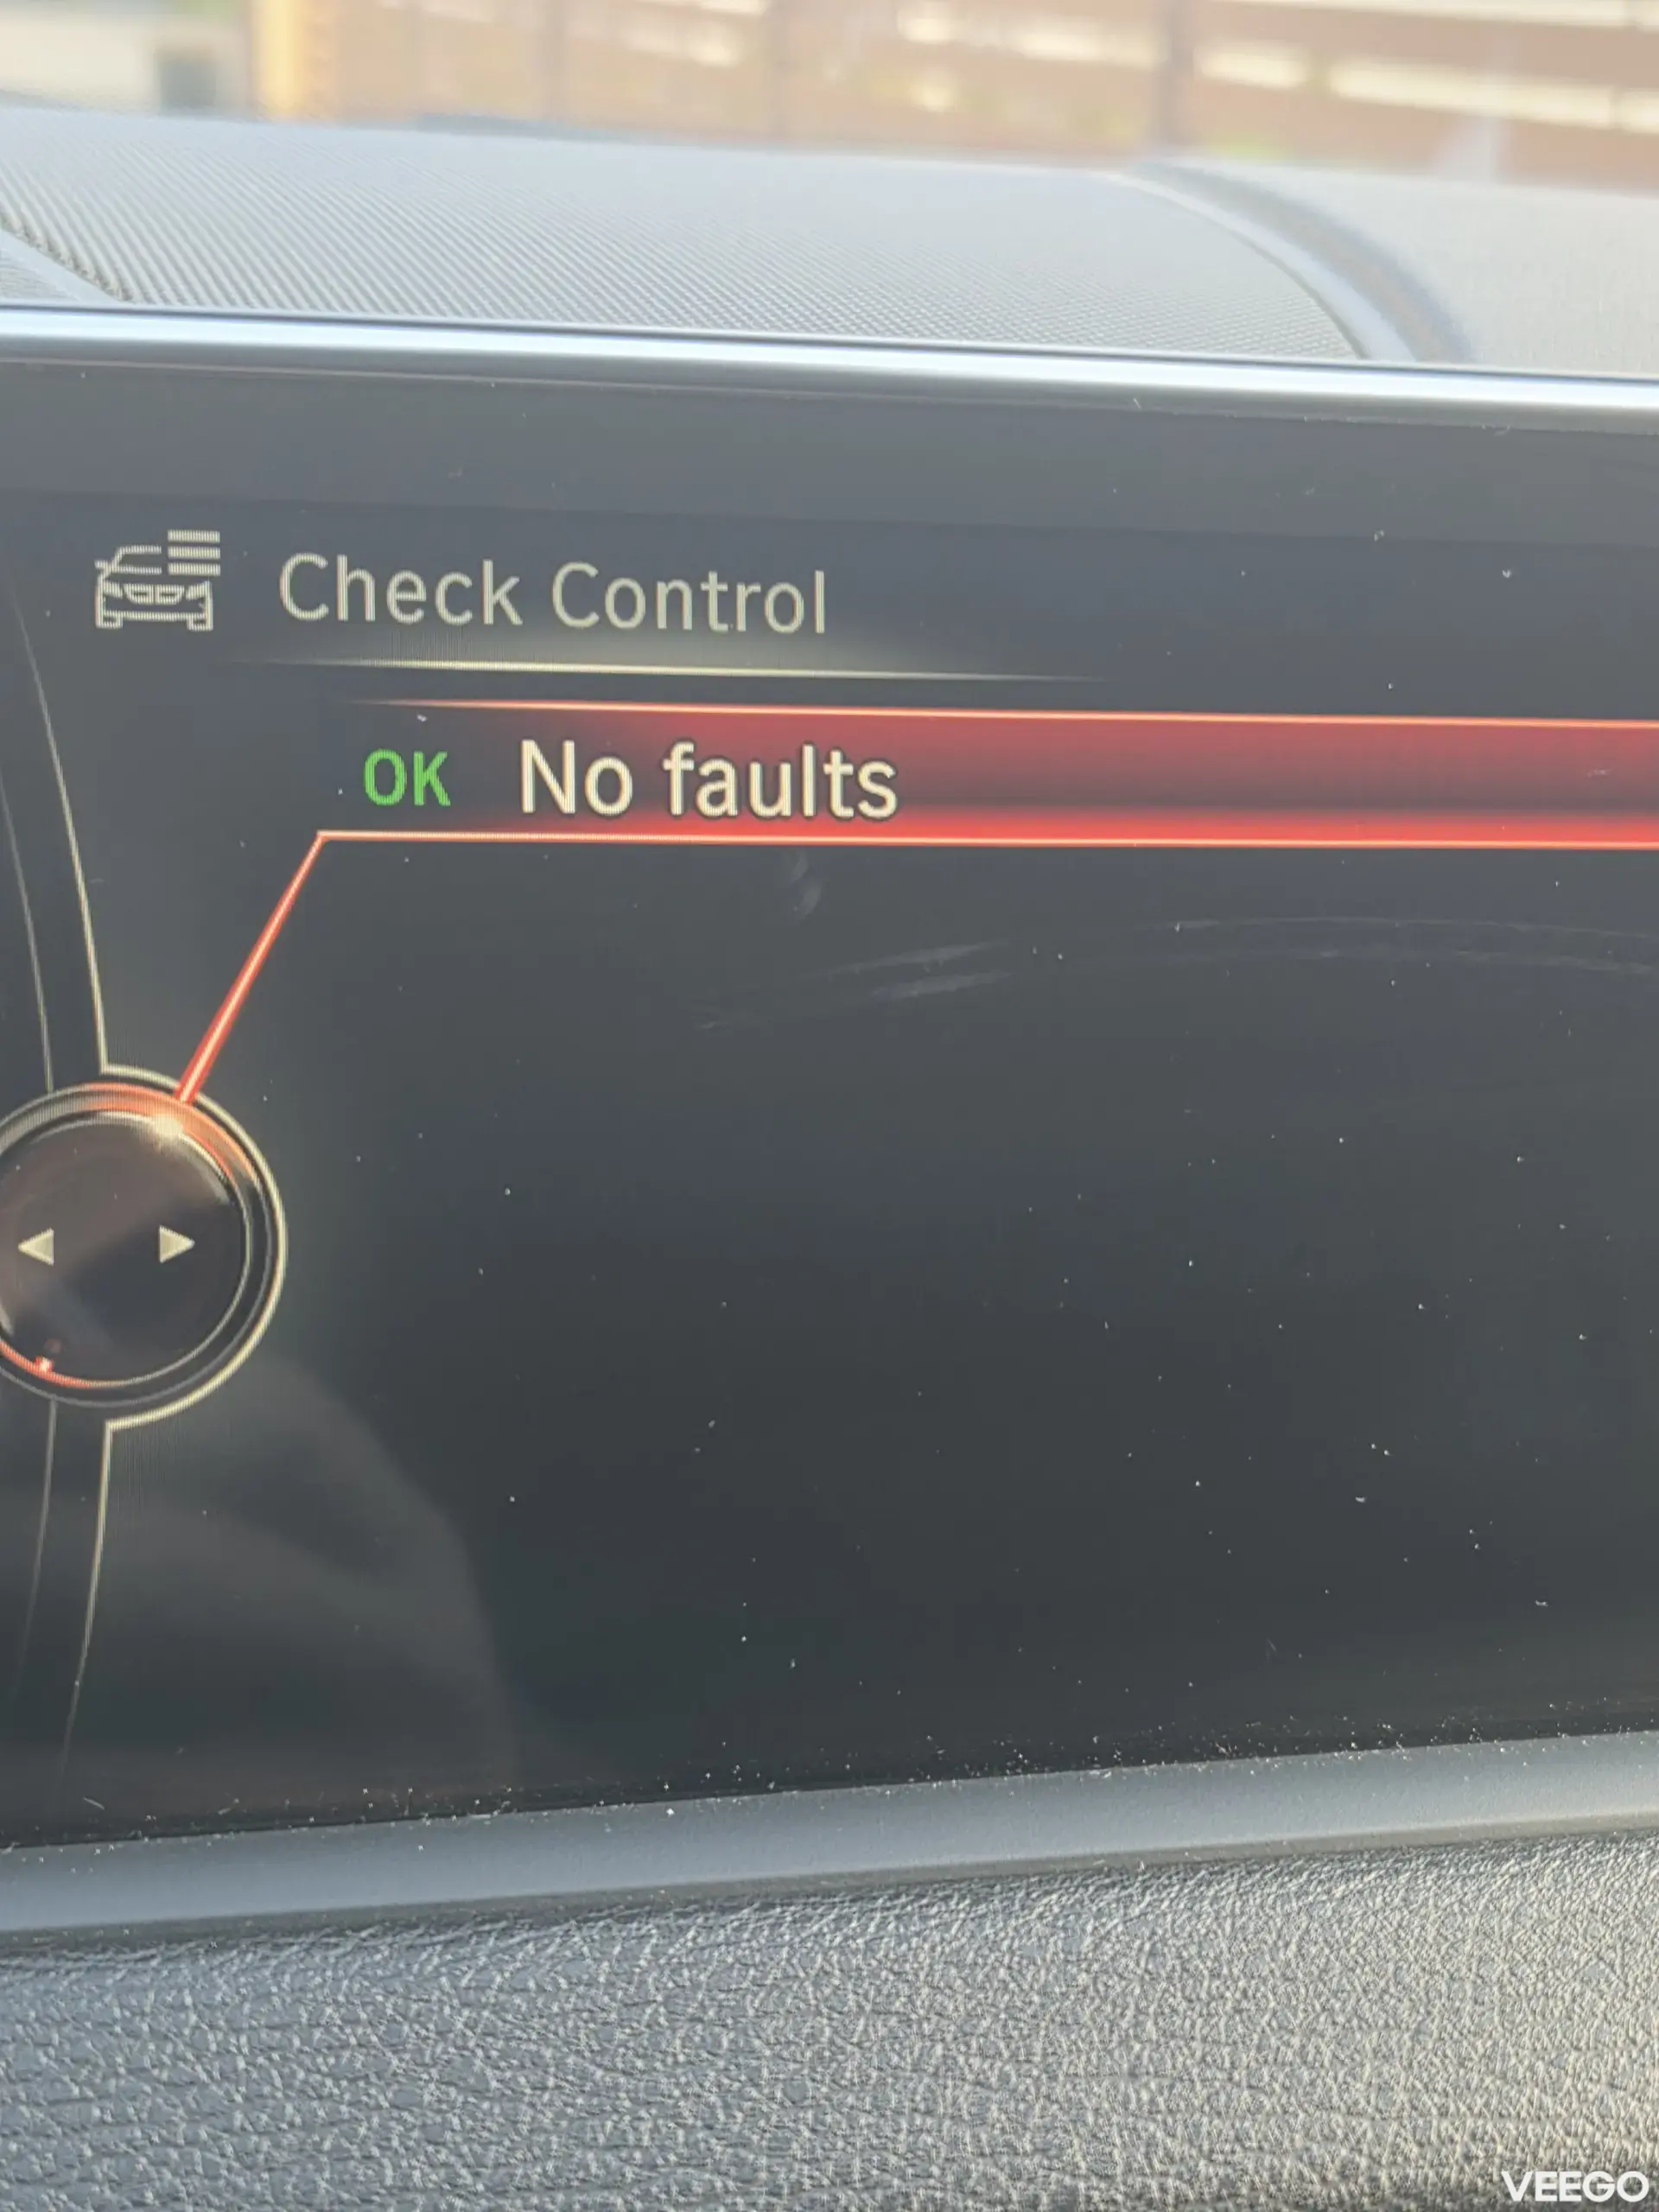 Check Control
OK No faults
VEEGO